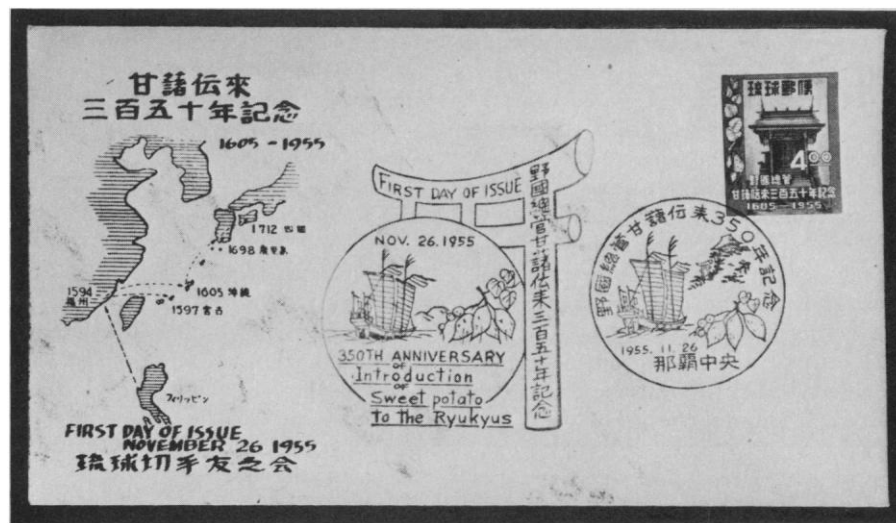 甘藷伝来
三百五十年記念
1605-1955
1712 四国
1698 鹿児島
1594
福州
1605 沖縄
1597 宮古
フィリッピン
FIRST DAY OF ISSUE
NOVEMBER 26 1955
琉球切手友之会
FIRST DAY OF ISSUE
野國總官甘藷伝来三百五十年記念
NOV. 26.1955
350TH ANNIVERSARY
OF
Introduction
OF
Sweet potato
to the Ryukyus
琉球郵便
4.00
野國總管
甘藷伝来三百五十年記念
1605-1955
野國總管甘藷伝来350年記念
1955. 11. 26
那覇中央